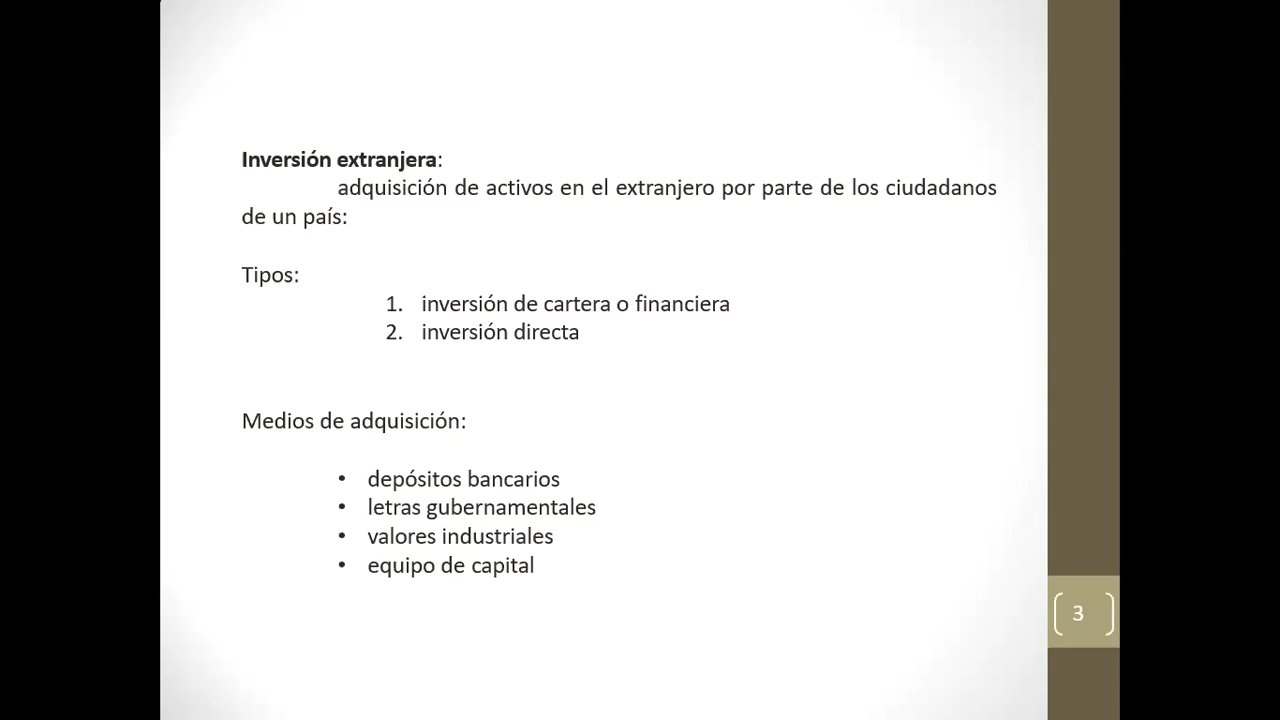 Inversión extranjera:
adquisición de activos en el extranjero por parte de los ciudadanos
de un país:
Tipos:
1. inversión de cartera o financiera
2. inversión directa
Medios de adquisición:
• depósitos bancarios
• letras gubernamentales
• valores industriales
• equipo de capital
3